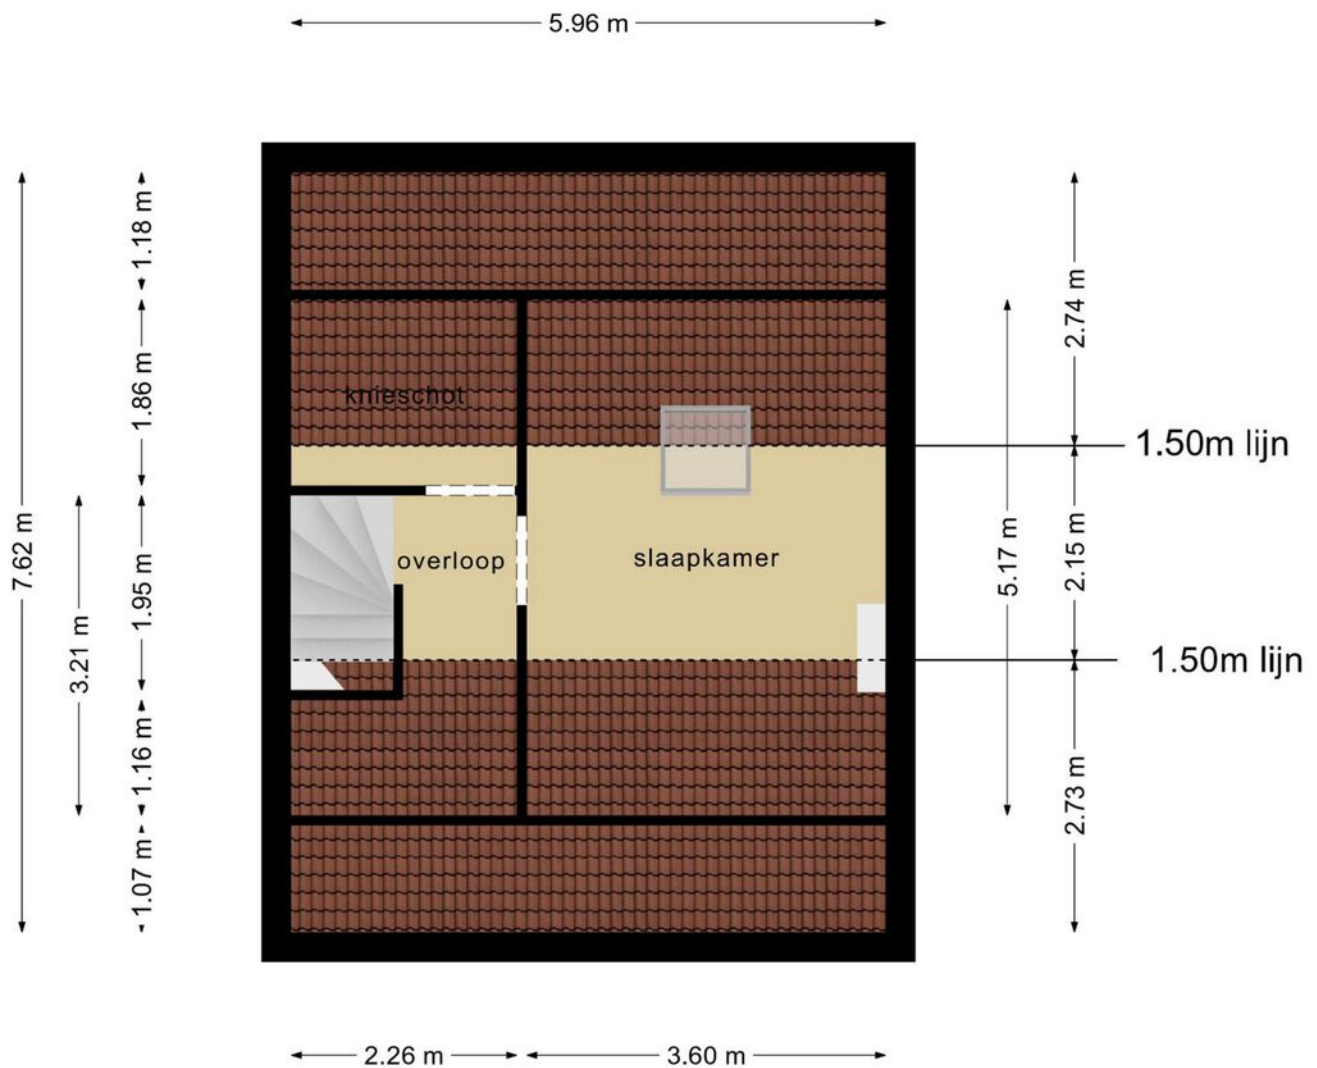 5.96 m
1.18 m
2.74 m
1.86 m
knieschot
1.50m lijn
7.62 m
3.21 m
1.95 m
overloop
slaapkamer
5.17 m
2.15 m
1.50m lijn
1.16 m
2.73 m
1.07 m
2.26 m
3.60 m